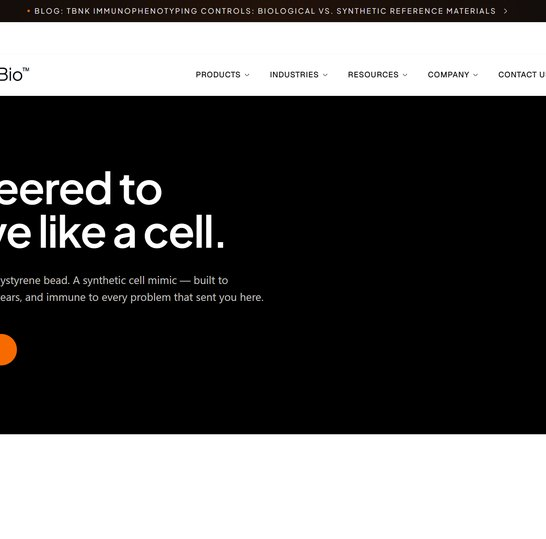 • BLOG: TBNK IMMUNOPHENOTYPING CONTROLS: BIOLOGICAL VS. SYNTHETIC REFERENCE MATERIALS
Bio™
PRODUCTS
INDUSTRIES
RESOURCES
COMPANY
CONTACT U
eered to
ve like a cell.
ystyrene bead. A synthetic cell mimic — built to
ears, and immune to every problem that sent you here.